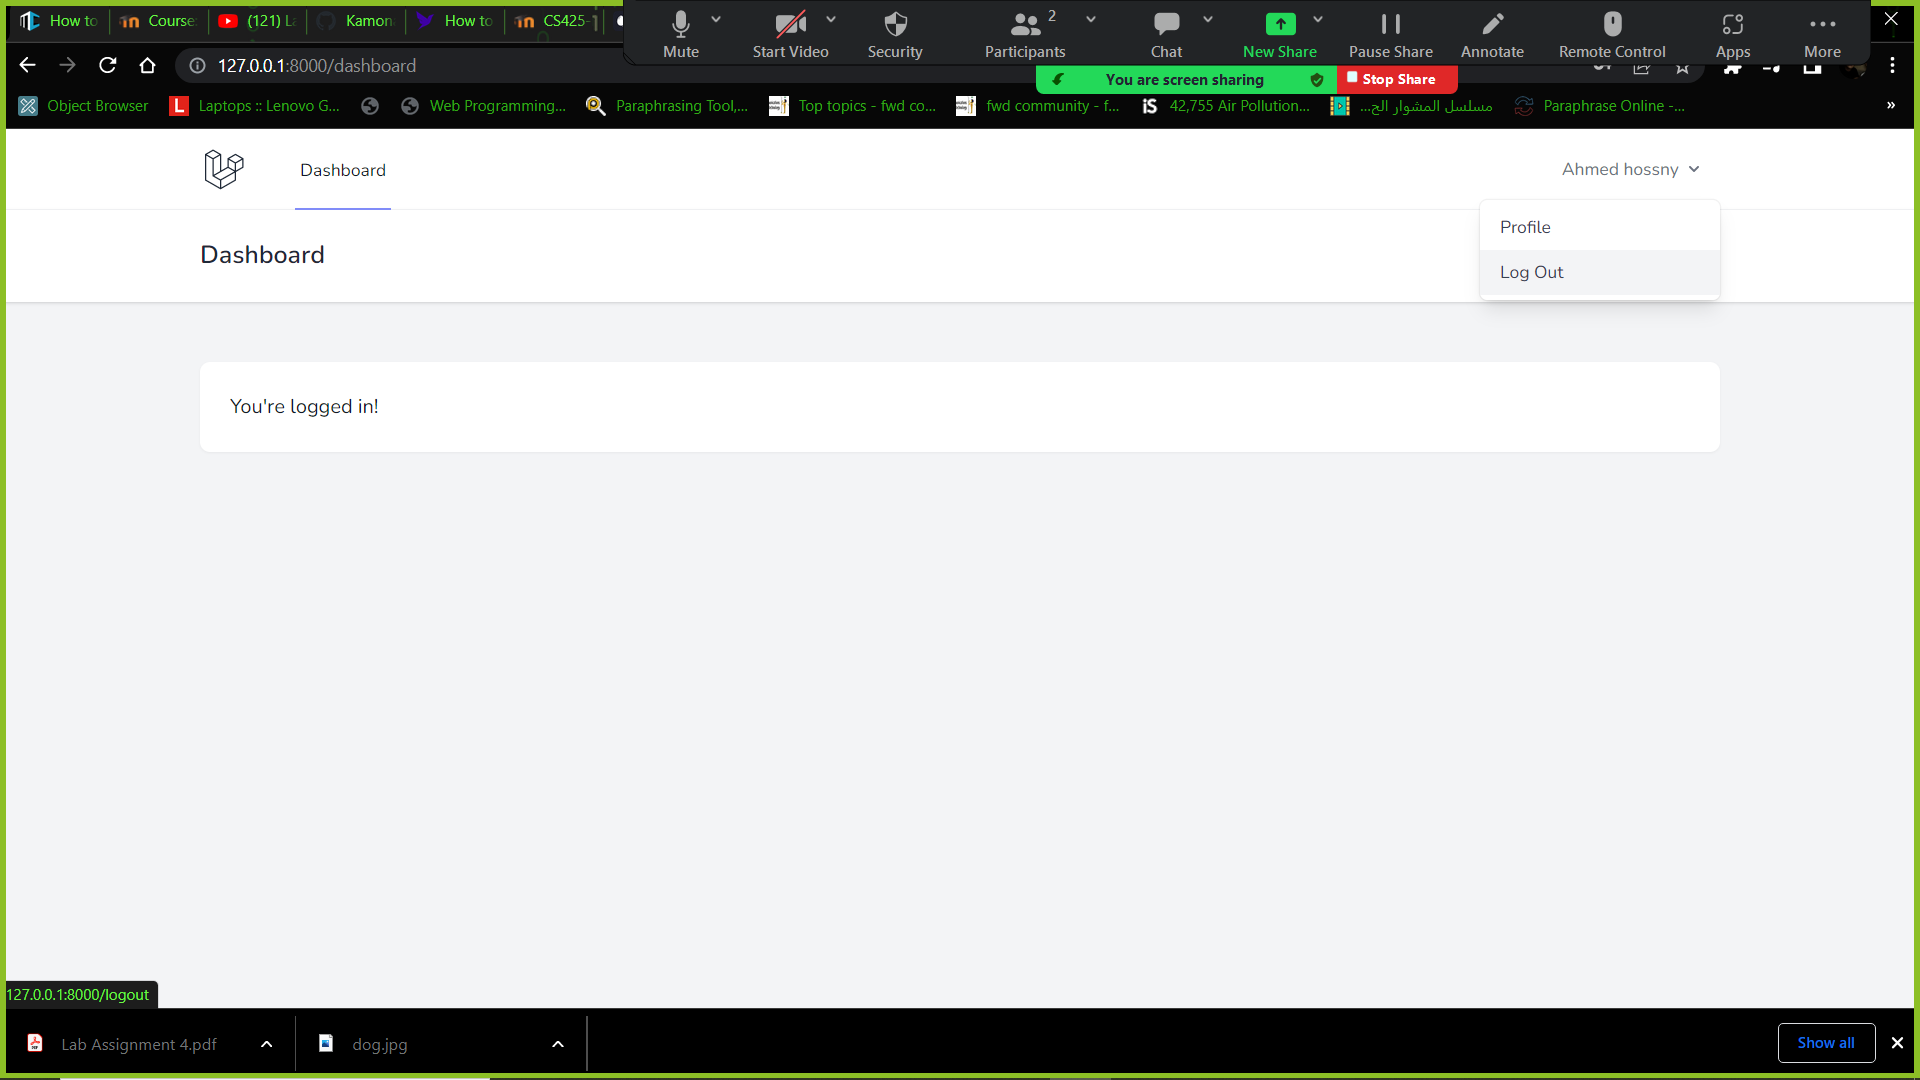 How to
Course
(121) L
Kamon
How to
CS425-
Mute
Start Video
Security
Participants
2
Chat
New Share
Pause Share
Annotate
Remote Control
Apps
More
127.0.0.1:8000/dashboard
You are screen sharing
Stop Share
Object Browser
Laptops :: Lenovo G...
Web Programming...
Paraphrasing Tool,...
Top topics - fwd co...
fwd community - f...
iS 42,755 Air Pollution...
مسلسل المشوار الح...
Paraphrase Online -...
»
Dashboard
Ahmed hossny
Profile
Dashboard
Log Out
You're logged in!
127.0.0.1:8000/logout
Lab Assignment 4.pdf
dog.jpg
Show all